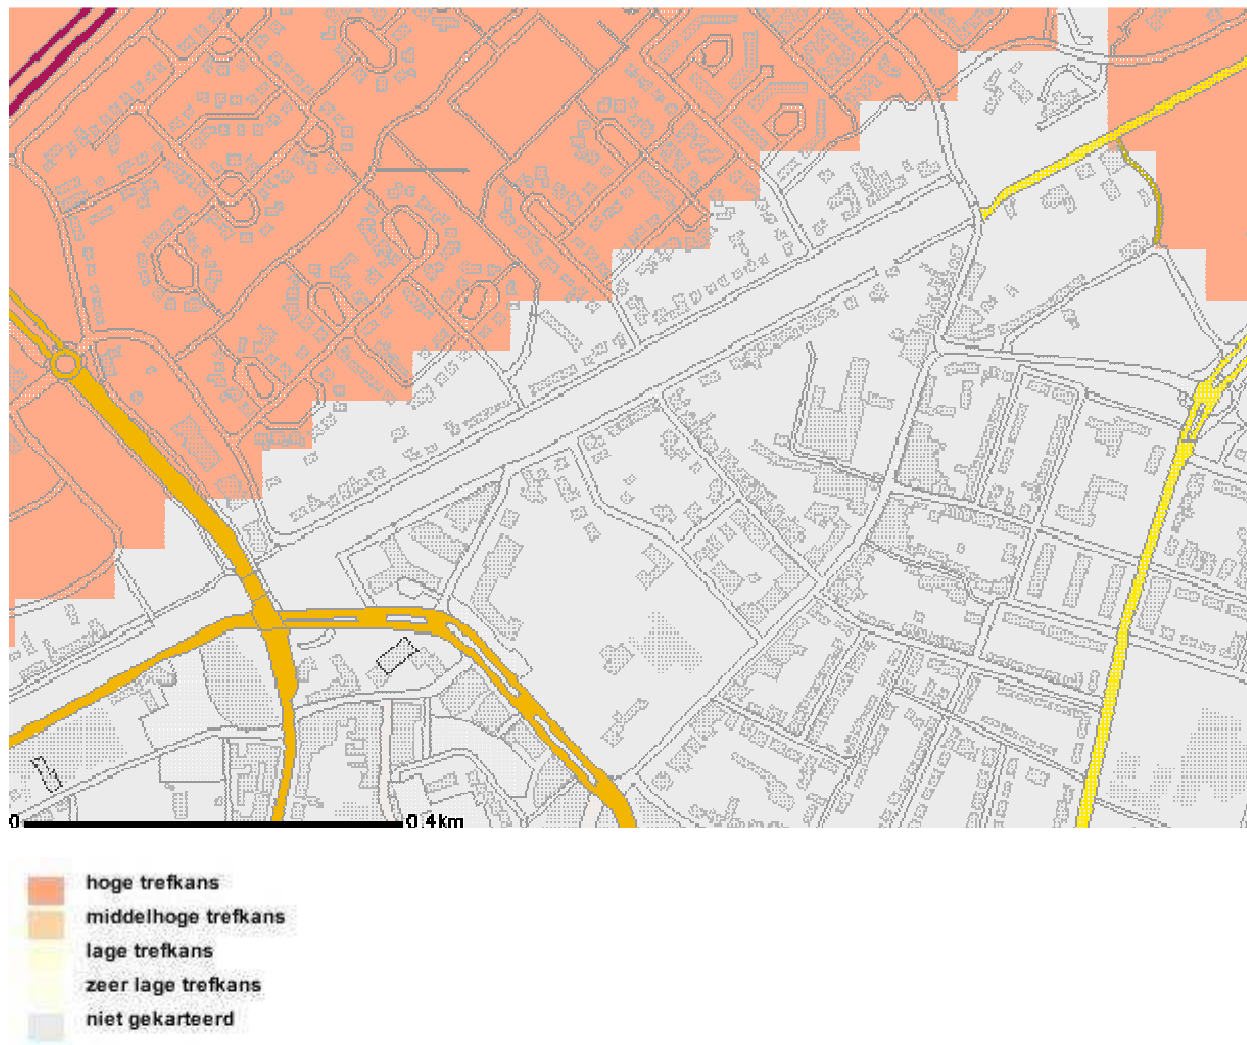 0 0.4km
hoge trefkans
middelhoge trefkans
lage trefkans
zeer lage trefkans
niet gekarteerd